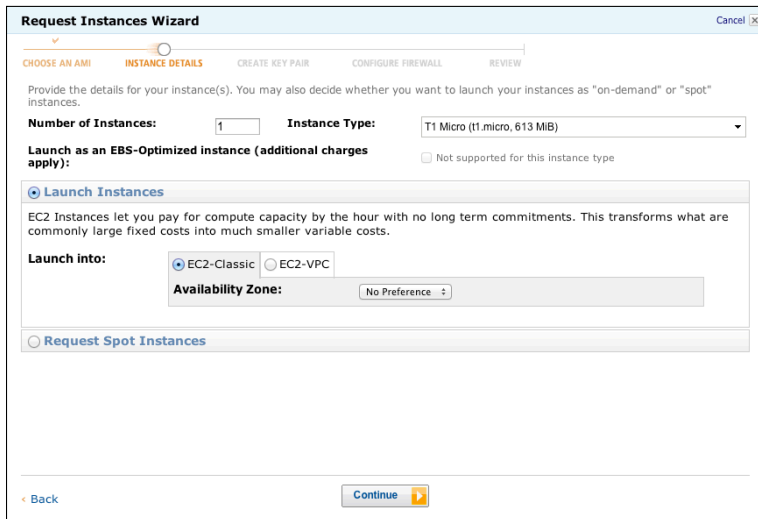 Request Instances Wizard
Cancel
CHOOSE AN AMI
INSTANCE DETAILS
CREATE KEY PAIR
CONFIGURE FIREWALL
REVIEW
Provide the details for your instance(s). You may also decide whether you want to launch your instances as "on-demand" or "spot"
instances.
Number of Instances:
1
Instance Type:
T1 Micro (t1.micro, 613 MiB)
Launch as an EBS-Optimized instance (additional charges
apply):
Not supported for this instance type
Launch Instances
EC2 Instances let you pay for compute capacity by the hour with no long term commitments. This transforms what are
commonly large fixed costs into much smaller variable costs.
Launch into:
EC2-Classic
EC2-VPC
Availability Zone:
No Preference
Request Spot Instances
‹ Back
Continue